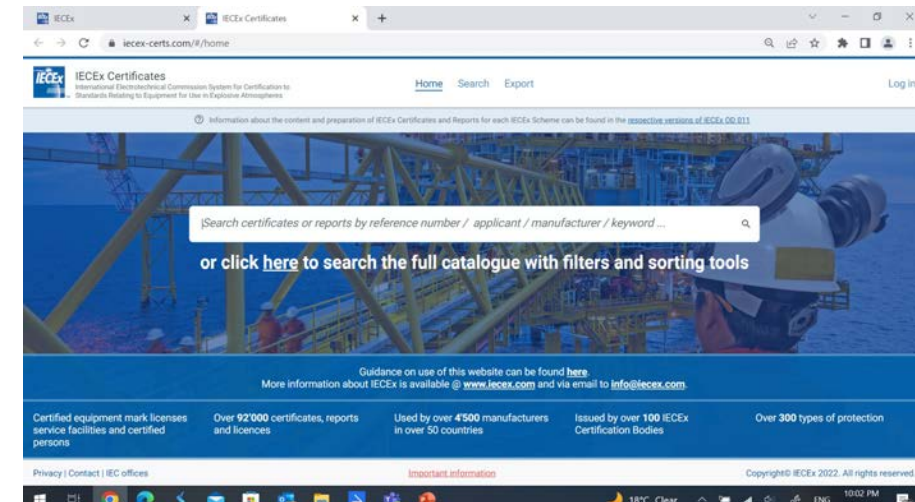 IECEx
IECEx Certificates
iecex-certs.com/#/home
IECEx
IECEx Certificates
International Electrotechnical Commission System for Certification to
Standards Relating to Equipment for Use in Explosive Atmospheres
Home Search Export
Log in
Information about the content and preparation of IECEx Certificates and Reports for each IECEx Scheme can be found in the respective versions of IECEx OD 011
Search certificates or reports by reference number / applicant / manufacturer / keyword ...
or click here to search the full catalogue with filters and sorting tools
Guidance on use of this website can be found here.
More information about IECEx is available @ www.iecex.com and via email to info@iecex.com.
Certified equipment mark licenses
service facilities and certified
persons
Over 92'000 certificates, reports
and licences
Used by over 4'500 manufacturers
in over 50 countries
Issued by over 100 IECEx
Certification Bodies
Over 300 types of protection
Privacy | Contact | IEC offices
Important information
Copyright© IECEx 2022. All rights reserved.
18°C Clear
ENG
10:02 PM